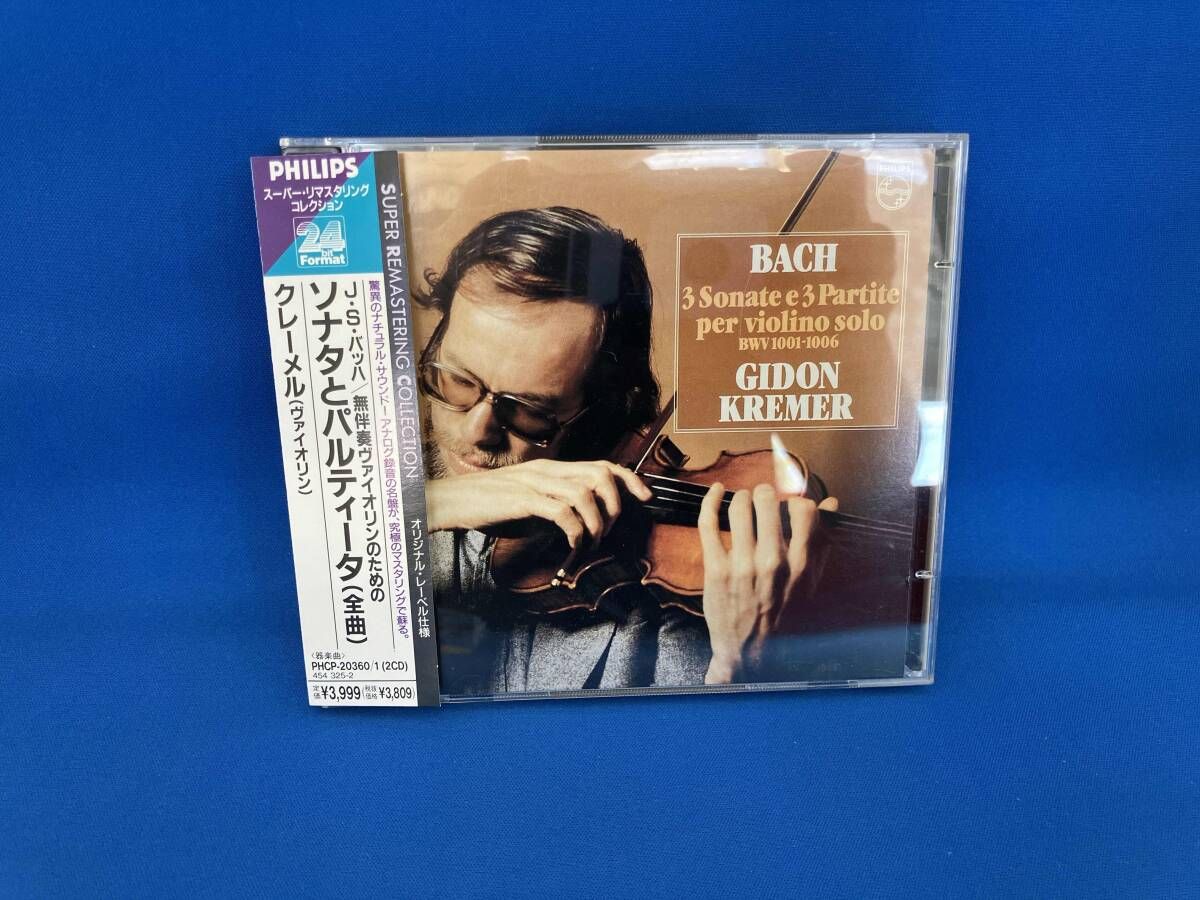 PHILIPS
スーパー・リマスタリング
コレクション
24
bit
Format
J・S・バッハ/無伴奏ヴァイオリンのための
ソナタとパルティータ(全曲)
クレーメル(ヴァイオリン)
〈器楽曲〉
PHCP-20360/1 (2CD)
454 325-2
定価¥3,999(税抜価格¥3,809)
驚異のナチュラル・サウンド! アナログ録音の名盤が、究極のマスタリングで蘇る。
SUPER REMASTERING COLLECTION
オリジナル・レーベル仕様
BACH
3 Sonate e 3 Partite
per violino solo
BWV 1001-1006
GIDON
KREMER